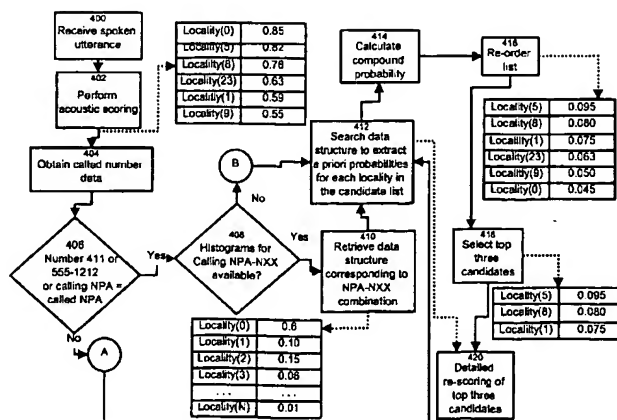 400
Receive spoken
utterance
402
Perform
acoustic scoring
404
Obtain called number
data
406
Number 411 or
555-1212
or calling NPA =
called NPA
Yes
No
A
Locality(0) 0.85
Locality(5) 0.82
Locality(8) 0.78
Locality(23) 0.63
Locality(1) 0.59
Locality(9) 0.55
B
No
408
Histograms for
Calling NPA-NXX
available?
Yes
410
Retrieve data
structure
corresponding to
NPA-NXX
combination
Locality(0) 0.6
Locality(1) 0.10
Locality(2) 0.15
Locality(3) 0.08
... ...
Locality(N) 0.01
412
Search data
structure to extract
a priori probabilities
for each locality in
the candidate list
414
Calculate
compound
probability
416
Re-order
list
Locality(5) 0.095
Locality(8) 0.080
Locality(1) 0.075
Locality(23) 0.063
Locality(9) 0.050
Locality(0) 0.045
418
Select top
three
candidates
Locality(5) 0.095
Locality(8) 0.080
Locality(1) 0.075
420
Detailed
re-scoring of
top three
candidates